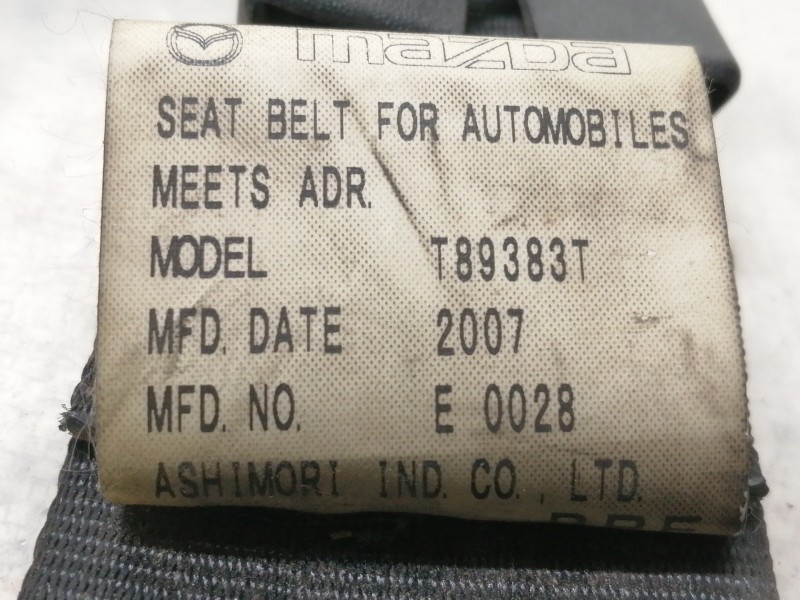 mazda
SEAT BELT FOR AUTOMOBILES
MEETS ADR.
MODEL T89383T
MFD. DATE 2007
MFD. NO. E 0028
ASHIMORI IND. CO., LTD.